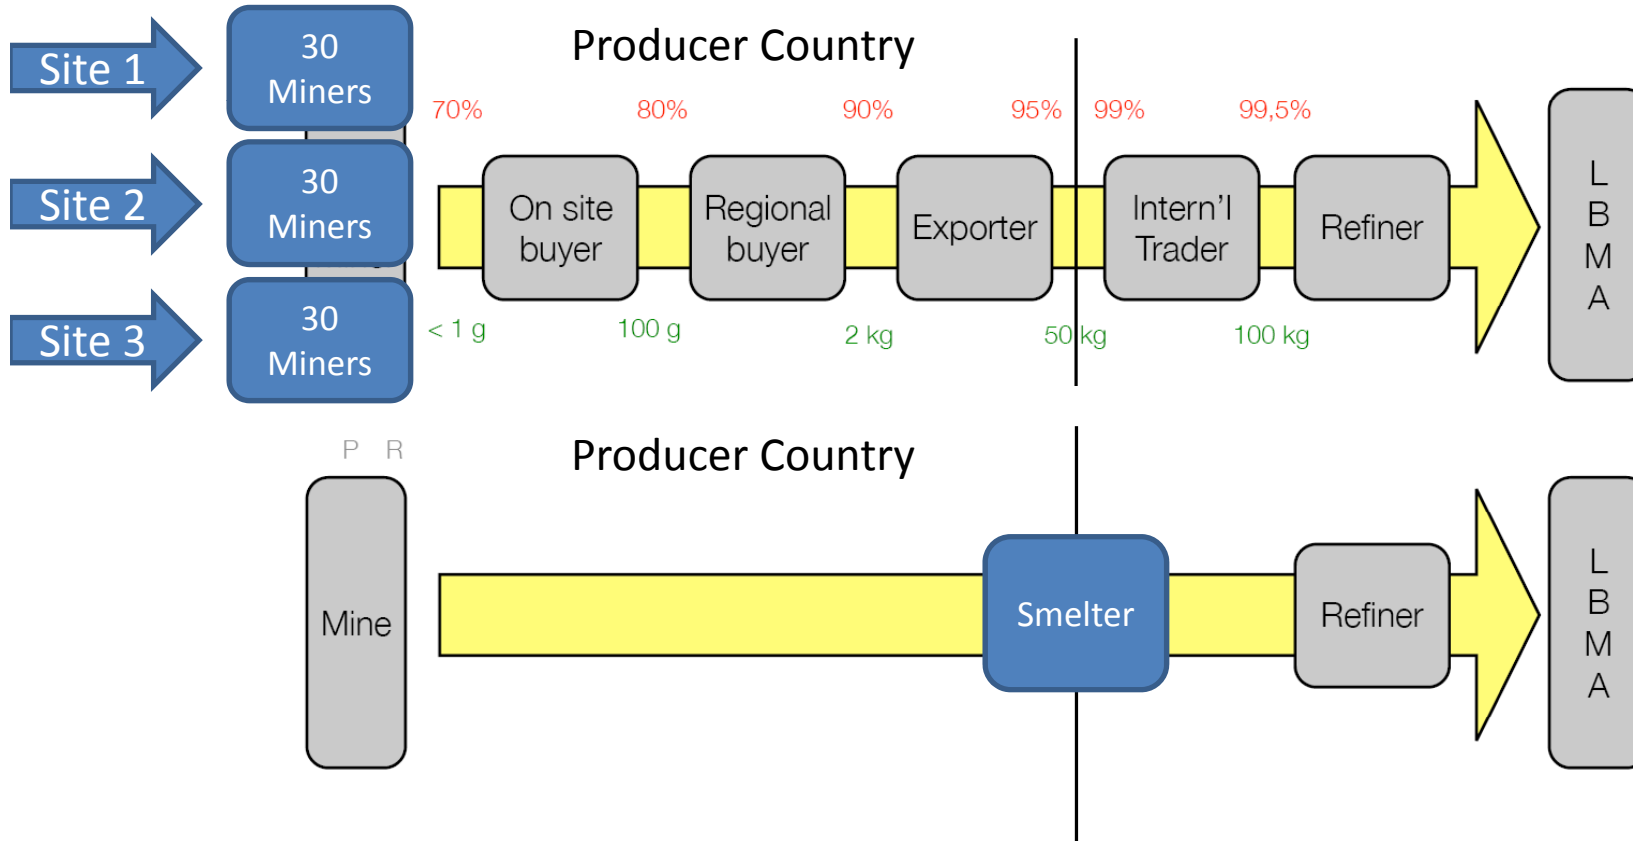 Site 1
30
Miners
Producer Country
70%
80%
90%
95%
99%
99,5%
Site 2
30
Miners
On site
buyer
Regional
buyer
Exporter
Intern'l
Trader
Refiner
L
B
M
A
Site 3
30
Miners
< 1 g
100 g
2 kg
50 kg
100 kg
P R
Producer Country
Mine
Smelter
Refiner
L
B
M
A